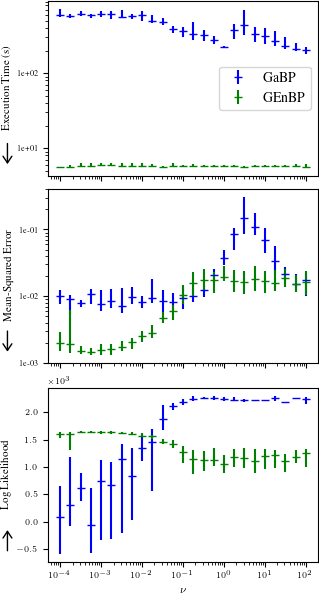 Execution Time (s)
1e+02
1e+01
GaBP
GEnBP
Mean-Squared Error
1e-01
1e-02
1e-03
×10³
Log Likelihood
2.0
1.5
1.0
0.5
0.0
−0.5
10⁻⁴ 10⁻³ 10⁻² 10⁻¹ 10⁰ 10¹ 10²
ν